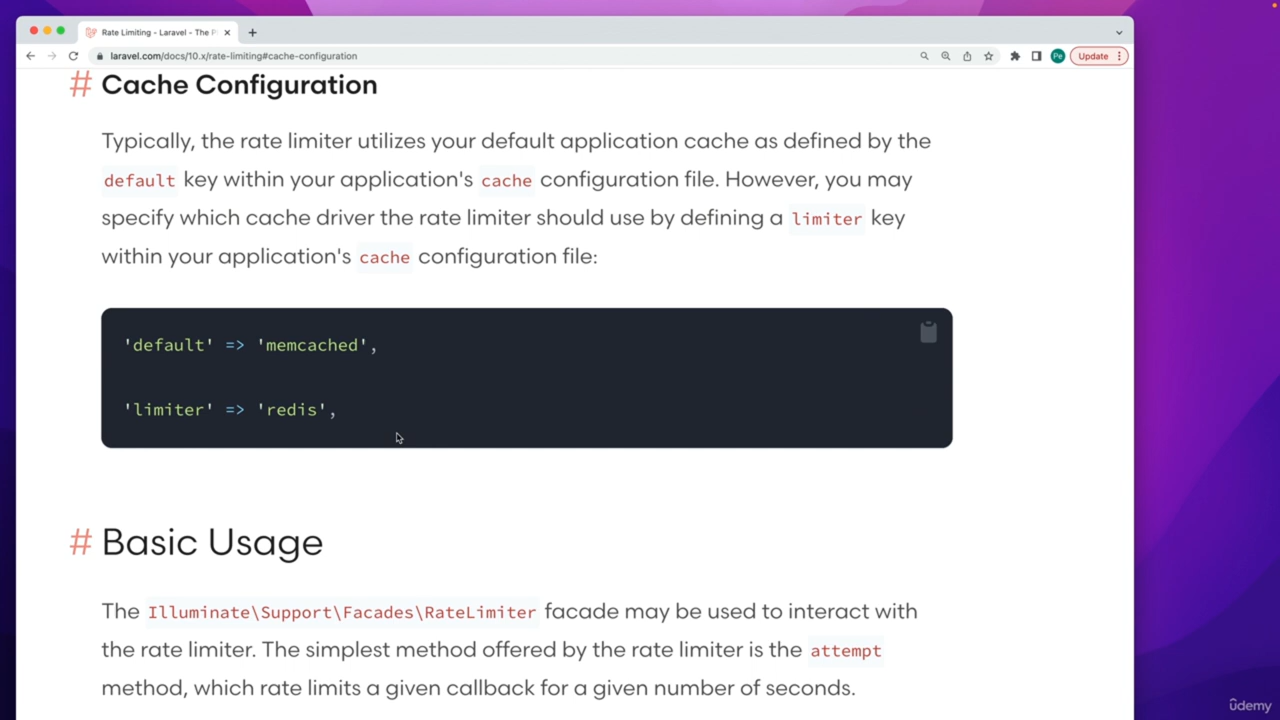 Rate Limiting - Laravel - The P
laravel.com/docs/10.x/rate-limiting#cache-configuration
Pe
Update
# Cache Configuration
Typically, the rate limiter utilizes your default application cache as defined by the
default key within your application's cache configuration file. However, you may
specify which cache driver the rate limiter should use by defining a limiter key
within your application's cache configuration file:
'default' => 'memcached',
'limiter' => 'redis',
# Basic Usage
The Illuminate\Support\Facades\RateLimiter facade may be used to interact with
the rate limiter. The simplest method offered by the rate limiter is the attempt
method, which rate limits a given callback for a given number of seconds.
ûdemy